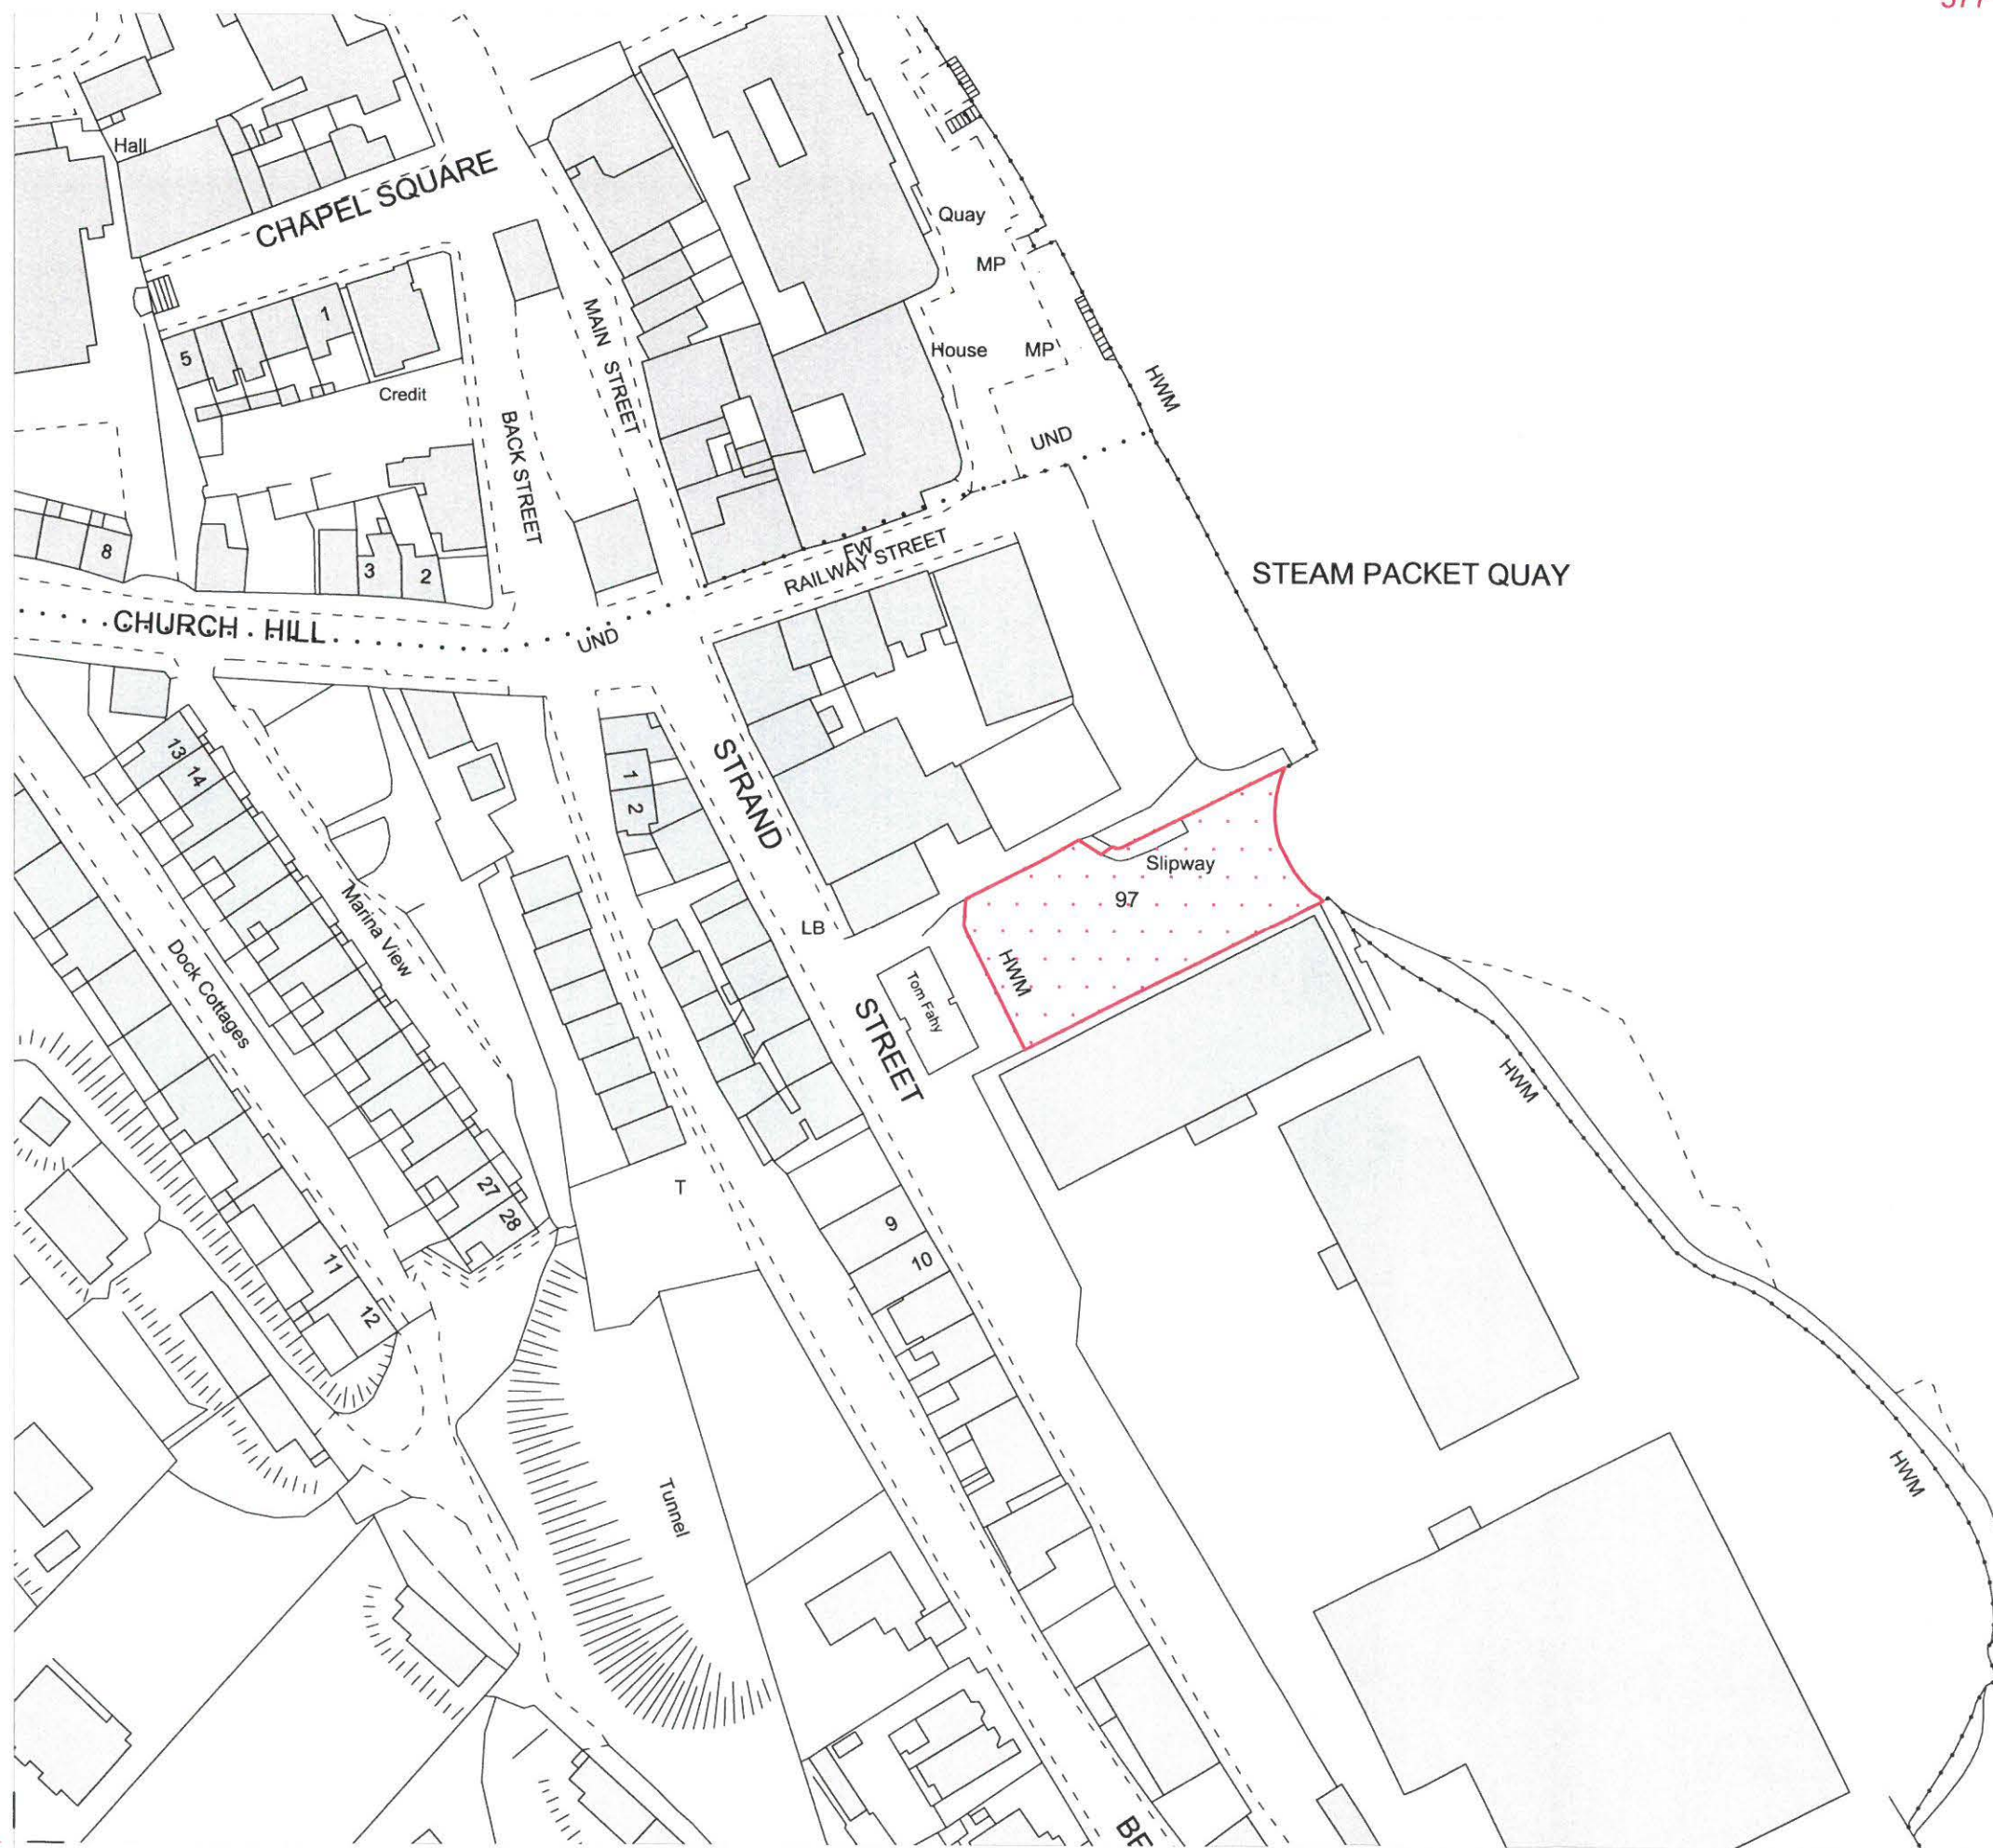 Hall
CHAPEL SQUARE
Quay
MP
1
5
MAIN STREET
House
MP
Credit
HWM
BACK STREET
UND
8
3
2
FW
RAILWAY STREET
STEAM PACKET QUAY
CHURCH HILL
UND
13
14
1
2
STRAND
Slipway
97
Marina View
LB
Dock Cottages
HWM
Tom Fahy
STREET
HWM
T
27
28
9
10
11
12
HWM
Tunnel